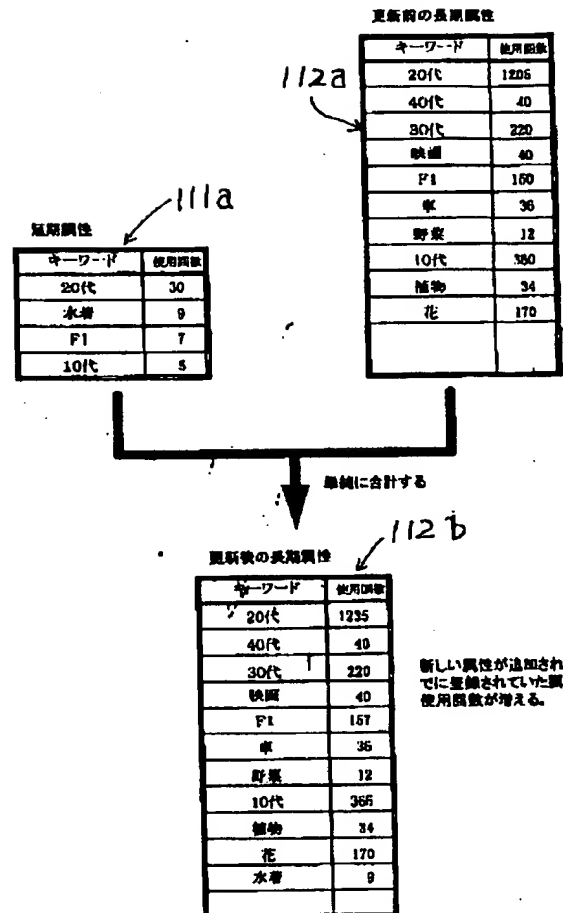 更新前の長期属性
キーワード 使用回数
20代 1205
40代 40
30代 220
映画 40
F1 150
車 36
野菜 12
10代 360
植物 34
花 170
112a
111a
短期属性
キーワード 使用回数
20代 30
水着 9
F1 7
10代 5
単純に合計する
112b
更新後の長期属性
キーワード 使用回数
20代 1235
40代 40
30代 220
映画 40
F1 157
車 36
野菜 12
10代 365
植物 34
花 170
水着 9
新しい属性が追加され
でに登録されていた属
使用回数が増える。